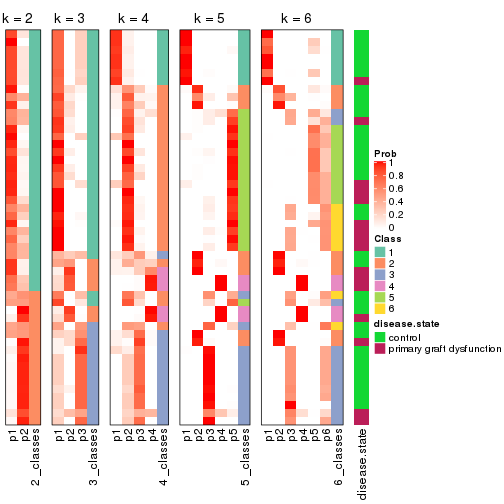 k = 2 k = 3 k = 4 k = 5 k = 6
Prob
1
0.8
0.6
0.4
0.2
0
Class
1
2
3
4
5
6
disease.state
control
primary graft dysfunction
p1 p2 2_classes p1 p2 p3 3_classes p1 p2 p3 p4 4_classes p1 p2 p3 p4 p5 5_classes p1 p2 p3 p4 p5 p6 6_classes disease.state